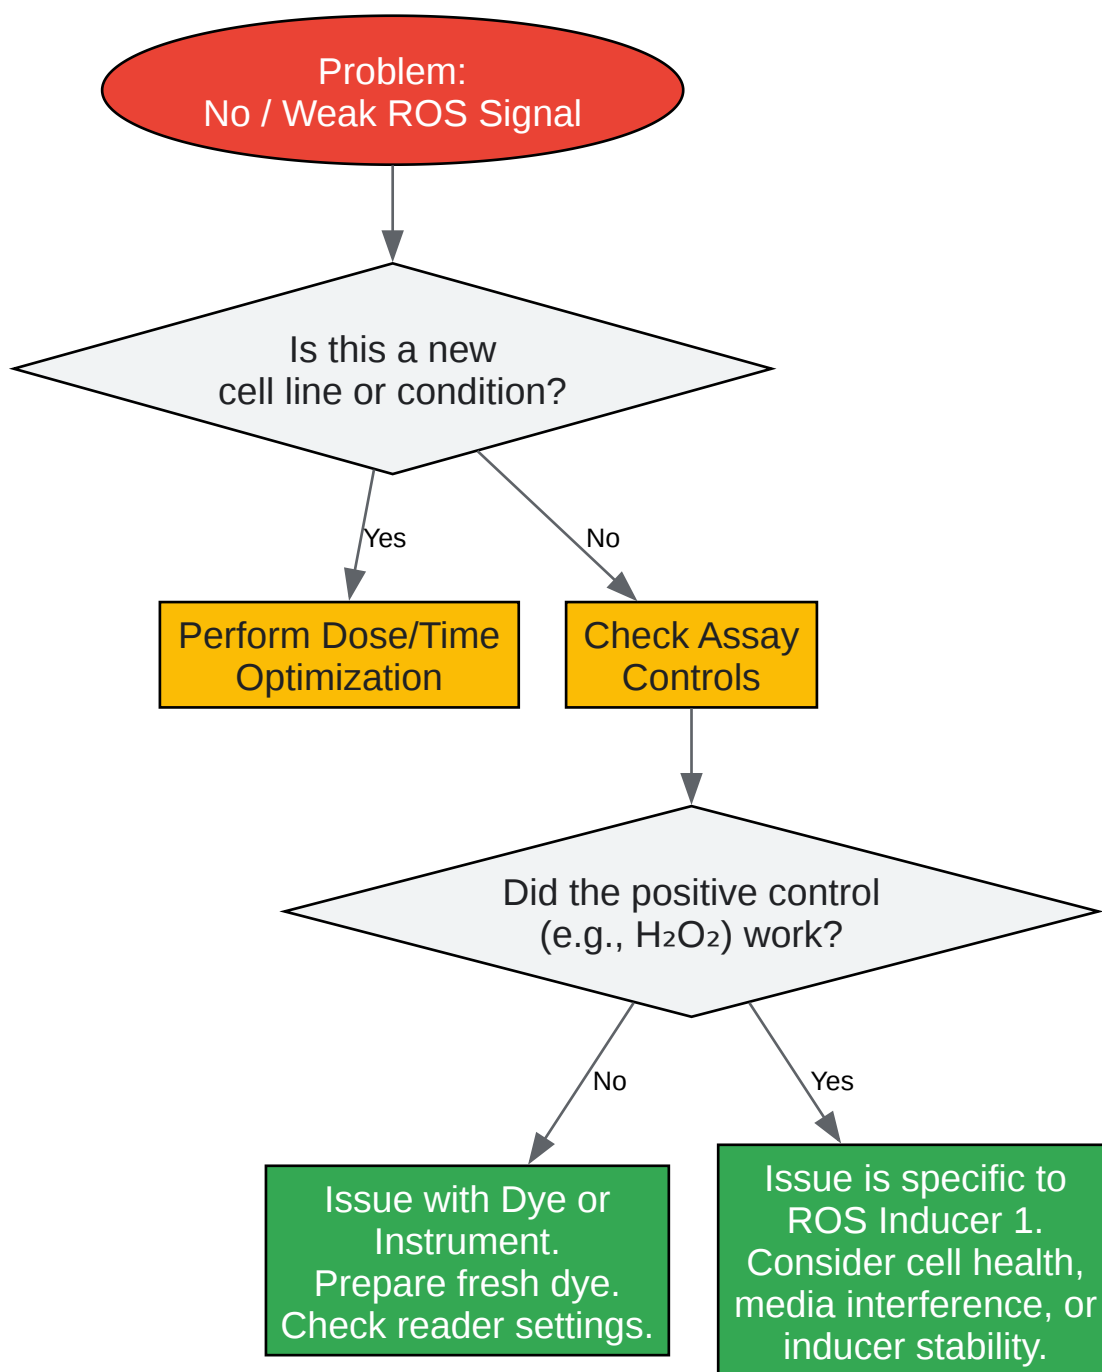 Problem:
No / Weak ROS Signal
Is this a new
cell line or condition?
Yes
No
Perform Dose/Time
Optimization
Check Assay
Controls
Did the positive control
(e.g., H₂O₂) work?
No
Yes
Issue with Dye or
Instrument.
Prepare fresh dye.
Check reader settings.
Issue is specific to
ROS Inducer 1.
Consider cell health,
media interference, or
inducer stability.